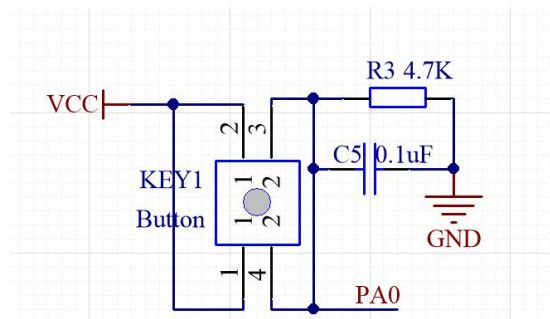 R3 4.7K
VCC
2
3
C5 0.1uF
KEY1
1
2
Button
1
2
GND
1
4
PA0